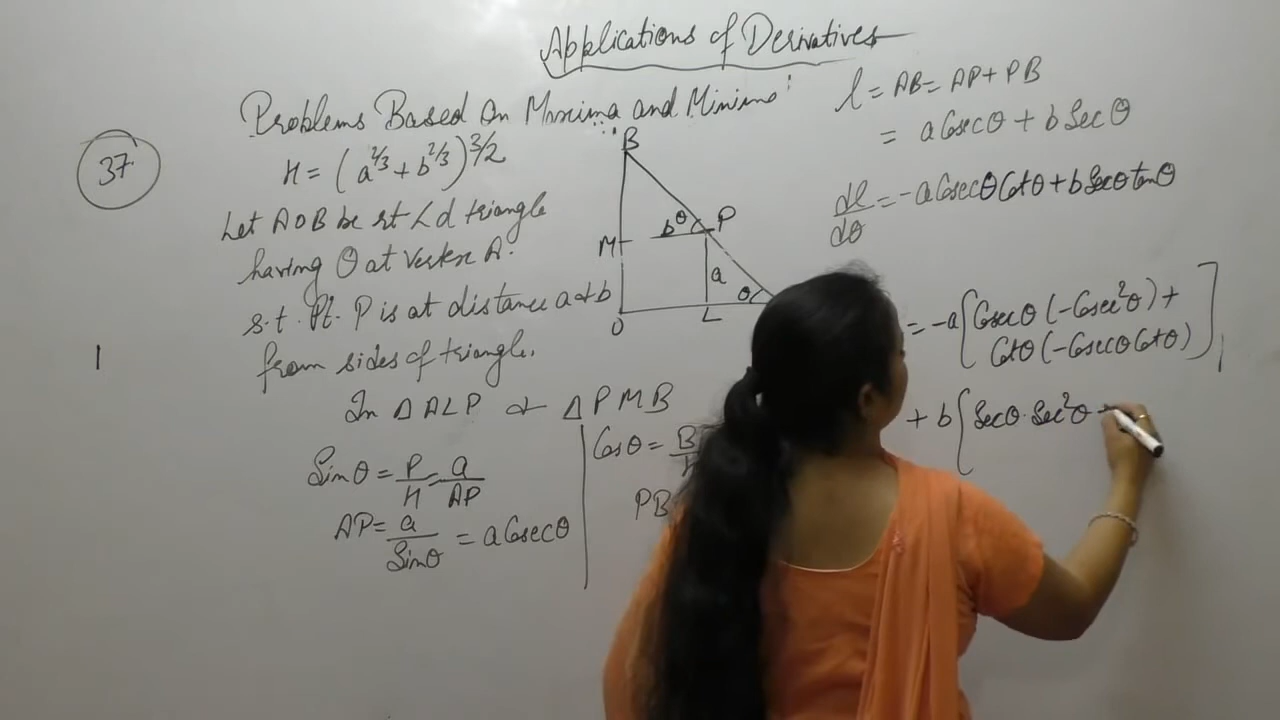 Applications of Derivatives
Problems Based On Maxima and Minima:
37.
H = (a^2/3 + b^2/3)^3/2
Let AOB be rt ∠d triangle
having θ at vertex A.
s.t. Pt. P is at distance a & b
from sides of triangle.
1
In Δ ALP & Δ PMB
Sinθ = P/H = a/AP
AP = a/Sinθ = a Cosecθ
Cosθ = B
PB
B
M
b
θ
P
a
θ
O
L
l = AB = AP + PB
= a Cosecθ + b Secθ
dl/dθ = -a Cosecθ Cotθ + b Secθ tanθ
= -a [Cosecθ (-Cosec²θ) +
Cotθ (-Cosecθ Cotθ)]
+ b [Secθ · Sec²θ